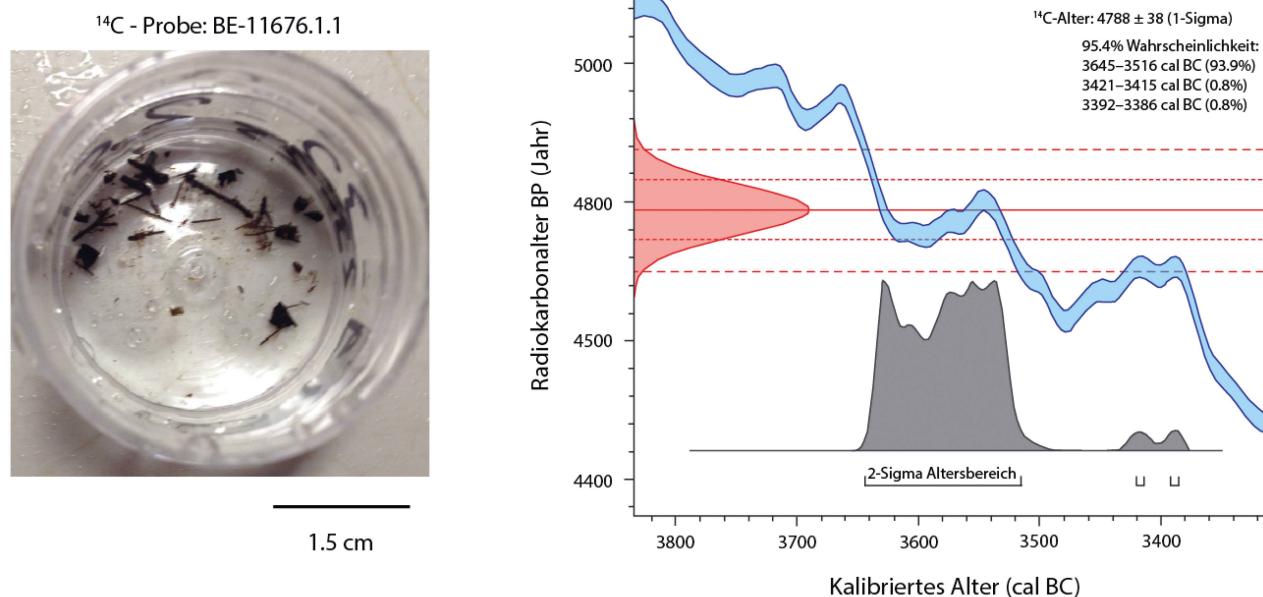 ¹⁴C - Probe: BE-11676.1.1
1.5 cm
Radiokarbonalter BP (Jahr)
5000
4800
4500
4400
¹⁴C-Alter: 4788 ± 38 (1-Sigma)
95.4% Wahrscheinlichkeit:
3645–3516 cal BC (93.9%)
3421–3415 cal BC (0.8%)
3392–3386 cal BC (0.8%)
2-Sigma Altersbereich
3800 3700 3600 3500 3400
Kalibriertes Alter (cal BC)